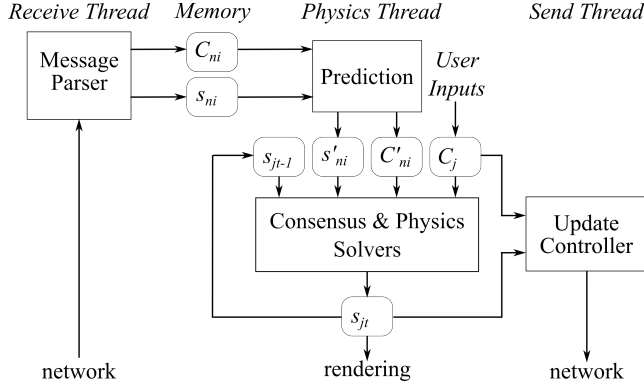 Receive Thread
Memory
Physics Thread
Send Thread
Message
Parser
C_ni
s_ni
Prediction
User
Inputs
s_jt-1
s'_ni
C'_ni
C_j
Consensus & Physics
Solvers
Update
Controller
s_jt
network
rendering
network